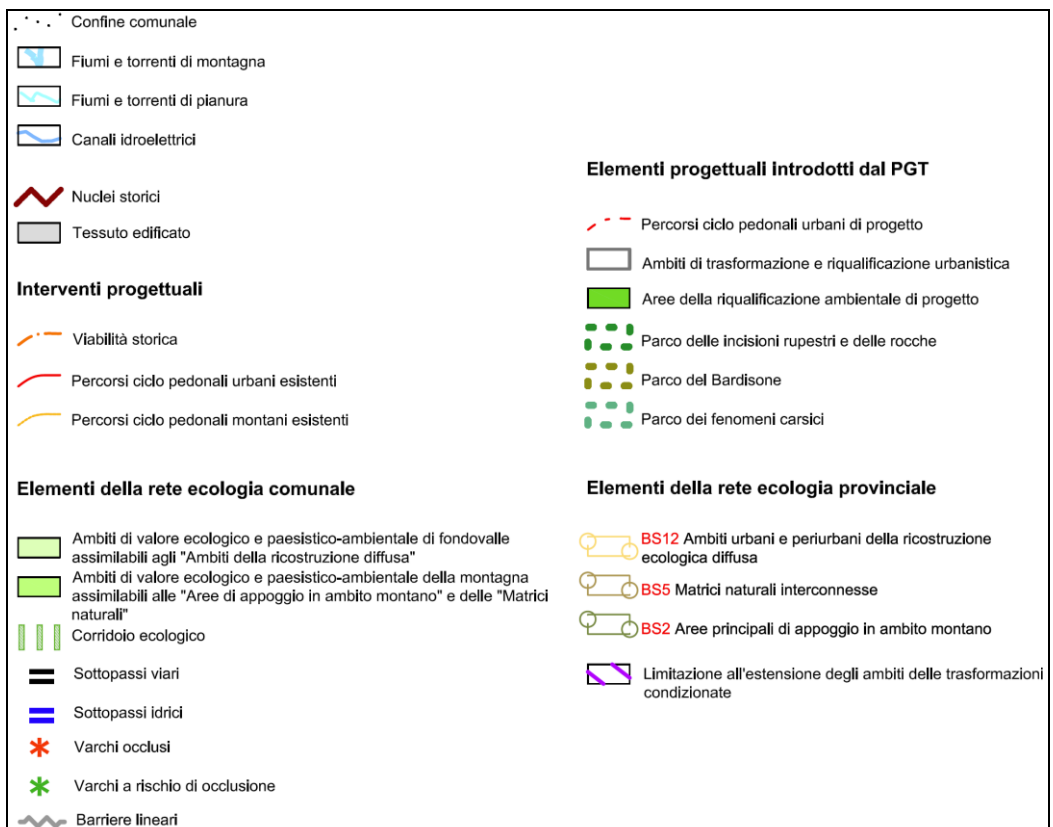 Confine comunale
Fiumi e torrenti di montagna
Fiumi e torrenti di pianura
Canali idroelettrici
Nuclei storici
Tessuto edificato
Interventi progettuali
Viabilità storica
Percorsi ciclo pedonali urbani esistenti
Percorsi ciclo pedonali montani esistenti
Elementi della rete ecologia comunale
Ambiti di valore ecologico e paesistico-ambientale di fondovalle
assimilabili agli "Ambiti della ricostruzione diffusa"
Ambiti di valore ecologico e paesistico-ambientale della montagna
assimilabili alle "Aree di appoggio in ambito montano" e delle "Matrici
naturali"
Corridoio ecologico
Sottopassi viari
Sottopassi idrici
Varchi occlusi
Varchi a rischio di occlusione
Barriere lineari
Elementi progettuali introdotti dal PGT
Percorsi ciclo pedonali urbani di progetto
Ambiti di trasformazione e riqualificazione urbanistica
Aree della riqualificazione ambientale di progetto
Parco delle incisioni rupestri e delle rocche
Parco del Bardisone
Parco dei fenomeni carsici
Elementi della rete ecologia provinciale
BS12 Ambiti urbani e periurbani della ricostruzione
ecologica diffusa
BS5 Matrici naturali interconnesse
BS2 Aree principali di appoggio in ambito montano
Limitazione all'estensione degli ambiti delle trasformazioni
condizionate